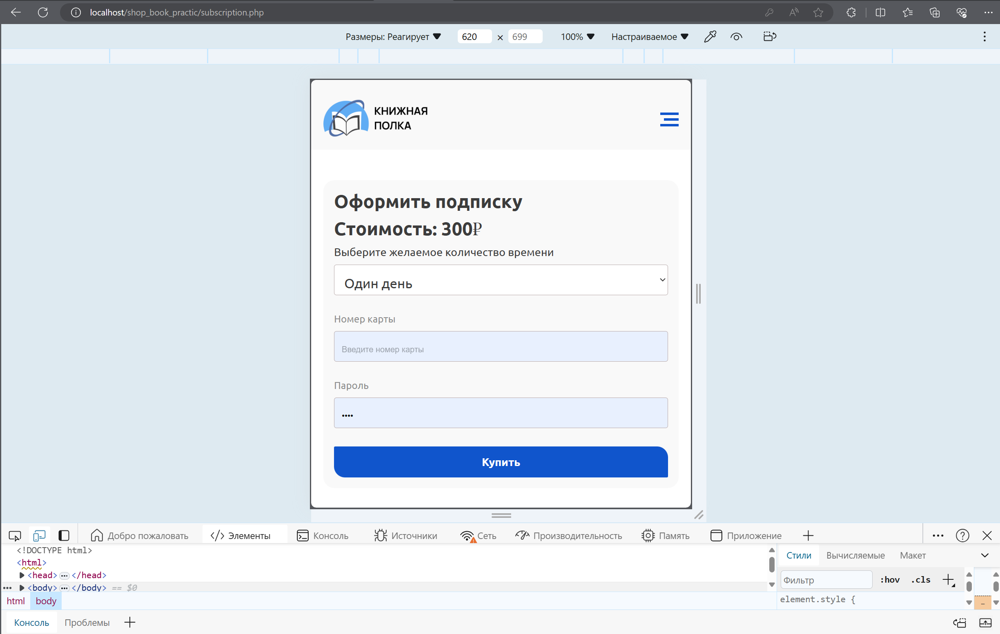 localhost/shop_book_practic/subscription.php
Размеры: Реагирует 620 × 699 100% Настраиваемое
КНИЖНАЯ
ПОЛКА
Оформить подписку
Стоимость: 300₽
Выберите желаемое количество времени
Один день
Номер карты
Введите номер карты
Пароль
••••
Купить
Добро пожаловать Элементы Консоль Источники Сеть Производительность Память Приложение
<!DOCTYPE html>
<html>
<head>…</head>
<body>…</body> == $0
html body
Стили Вычисляемые Макет
Фильтр :hov .cls
element.style {
Консоль Проблемы